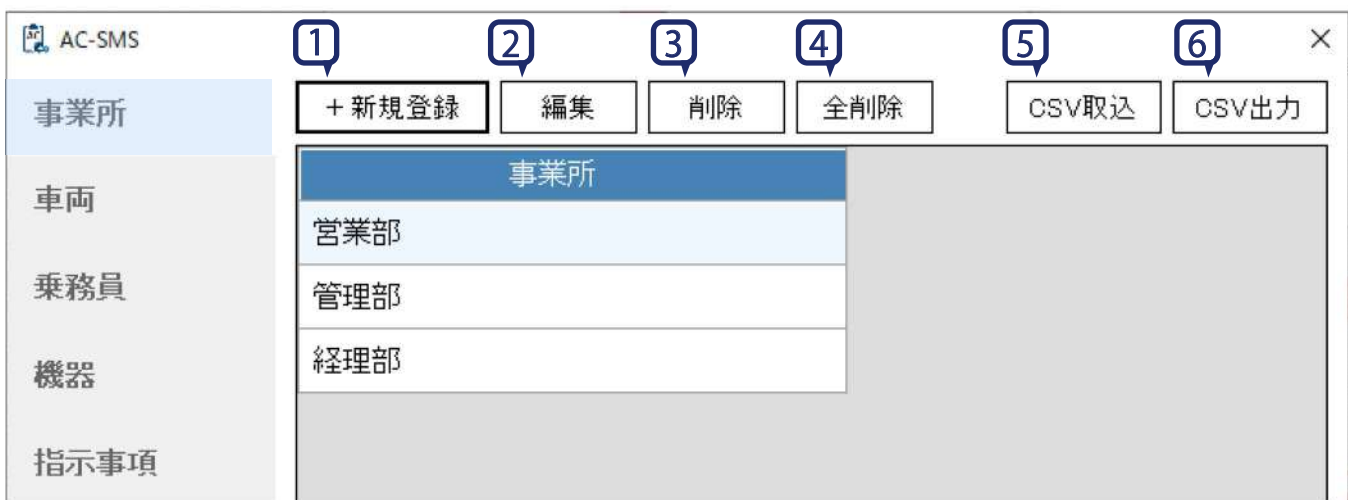 AC-SMS
1 2 3 4 5 6
+新規登録 編集 削除 全削除 CSV取込 CSV出力
事業所
車両
乗務員
機器
指示事項
事業所
営業部
管理部
経理部